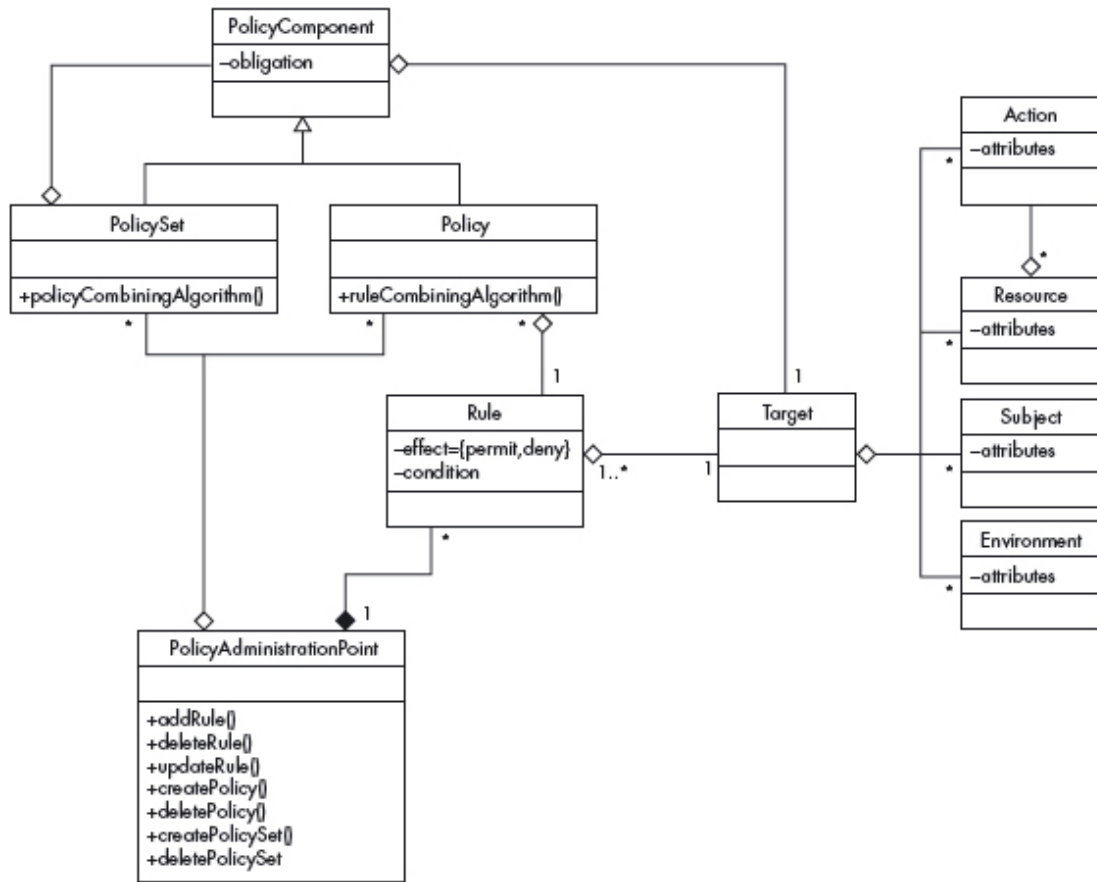 PolicyComponent
–obligation
Action
–attributes
*
PolicySet
+policyCombiningAlgorithm()
*
Policy
+ruleCombiningAlgorithm()
*
*
*
Resource
–attributes
*
1
1
Rule
–effect={permit,deny}
–condition
1..*
1
Target
Subject
–attributes
*
*
Environment
–attributes
*
1
PolicyAdministrationPoint
+addRule()
+deleteRule()
+updateRule()
+createPolicy()
+deletePolicy()
+createPolicySet()
+deletePolicySet